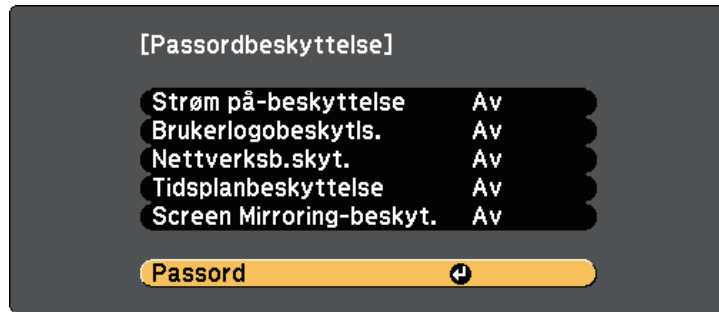 [Passordbeskyttelse]
Strøm på-beskyttelse Av
Brukerlogobeskytls. Av
Nettverksb.skyt. Av
Tidsplanbeskyttelse Av
Screen Mirroring-beskyt. Av
Passord